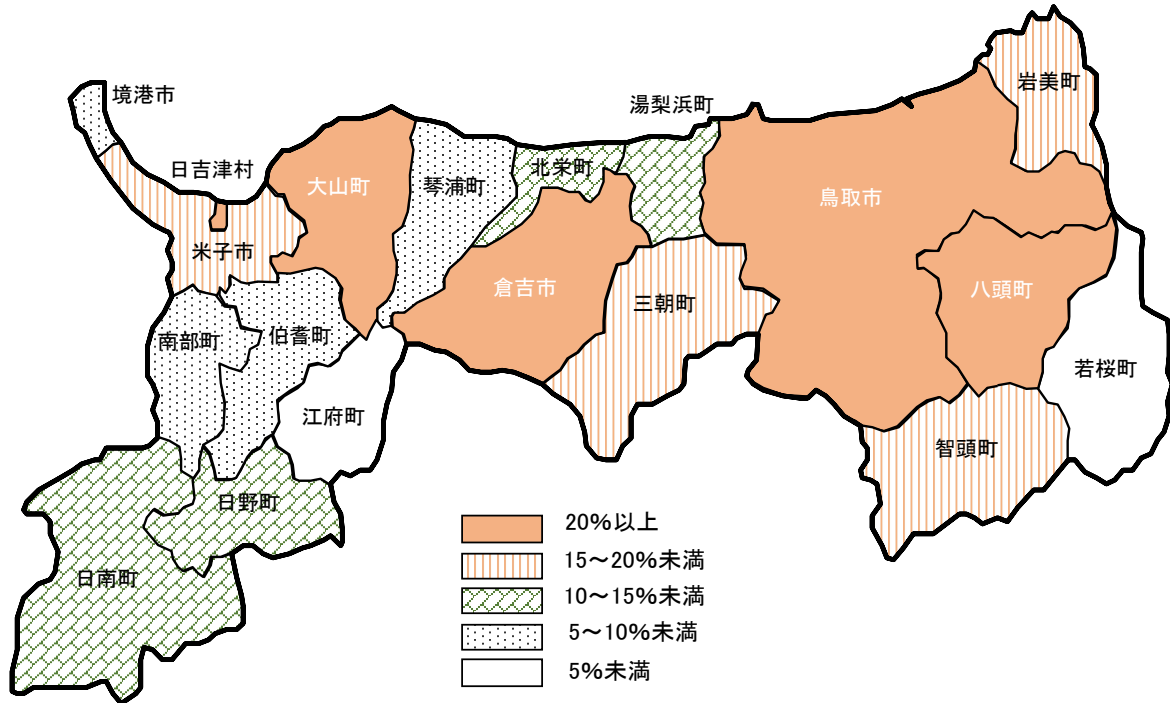 岩美町
境港市
湯梨浜町
日吉津村
北栄町
大山町
琴浦町
鳥取市
米子市
倉吉市
八頭町
三朝町
伯耆町
南部町
若桜町
江府町
智頭町
日野町
日南町
20%以上
15～20%未満
10～15%未満
5～10%未満
5%未満